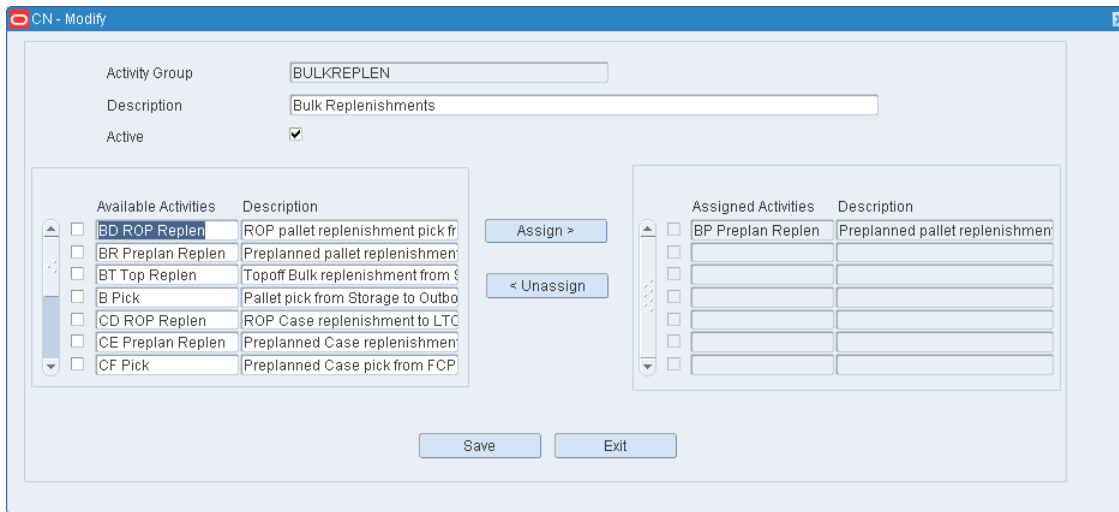 CN - Modify
Activity Group BULKREPLEN
Description Bulk Replenishments
Active
Available Activities Description
BD ROP Replen ROP pallet replenishment pick fr
BR Preplan Replen Preplanned pallet replenishmen
BT Top Replen Topoff Bulk replenishment from S
B Pick Pallet pick from Storage to Outbo
CD ROP Replen ROP Case replenishment to LTC
CE Preplan Replen Preplanned Case replenishmen
CF Pick Preplanned Case pick from FCP
Assign >
< Unassign
Assigned Activities Description
BP Preplan Replen Preplanned pallet replenishmen
Save Exit